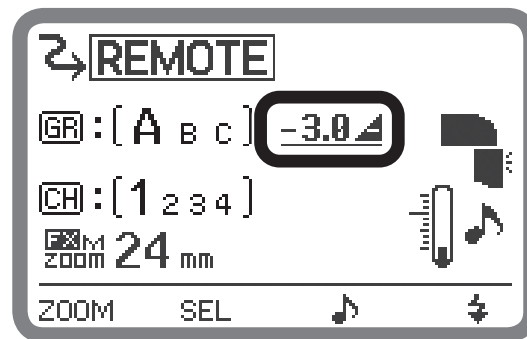 REMOTE
GR : [ A B C ] -3.0
CH : [ 1 2 3 4 ]
FX M
ZOOM 24 mm
ZOOM SEL